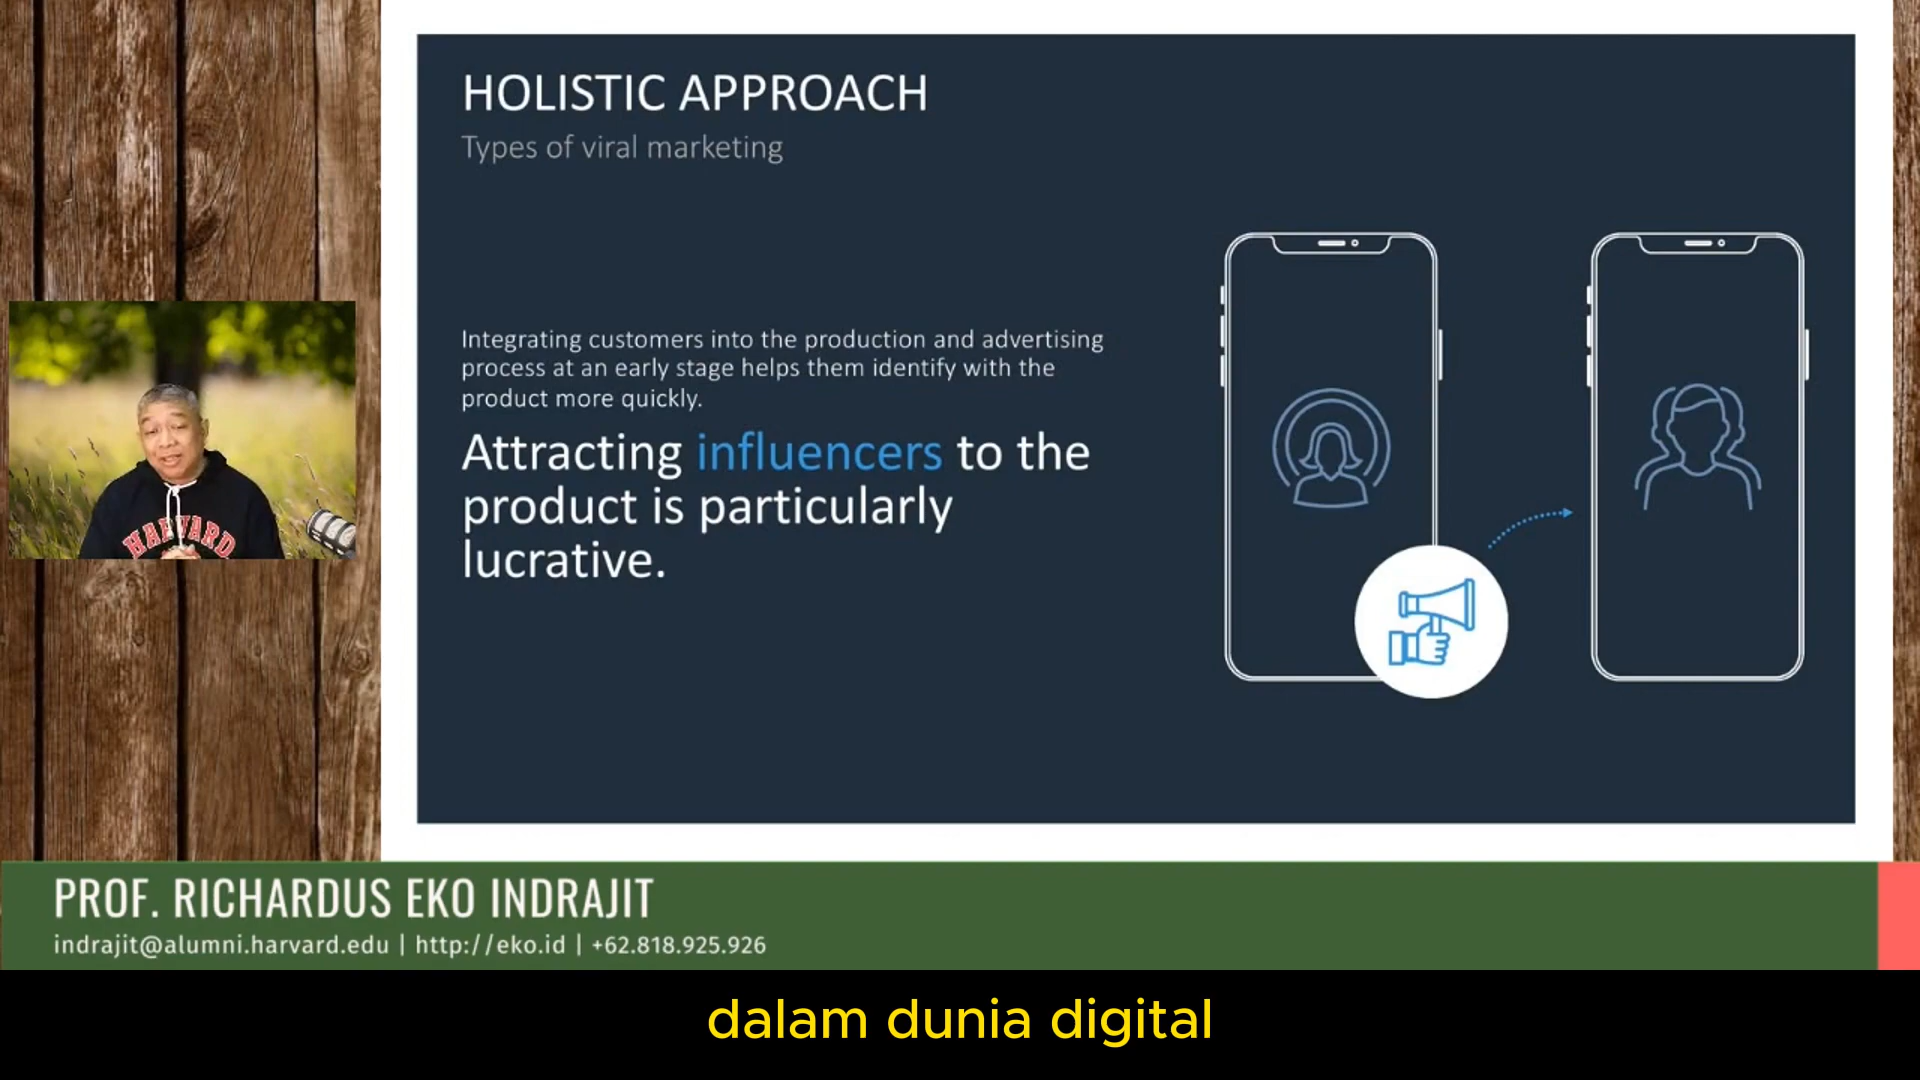 HOLISTIC APPROACH
Types of viral marketing
Integrating customers into the production and advertising
process at an early stage helps them identify with the
product more quickly.
Attracting influencers to the
product is particularly
lucrative.
HARVARD
PROF. RICHARDUS EKO INDRAJIT
indrajit@alumni.harvard.edu | http://eko.id | +62.818.925.926
dalam dunia digital